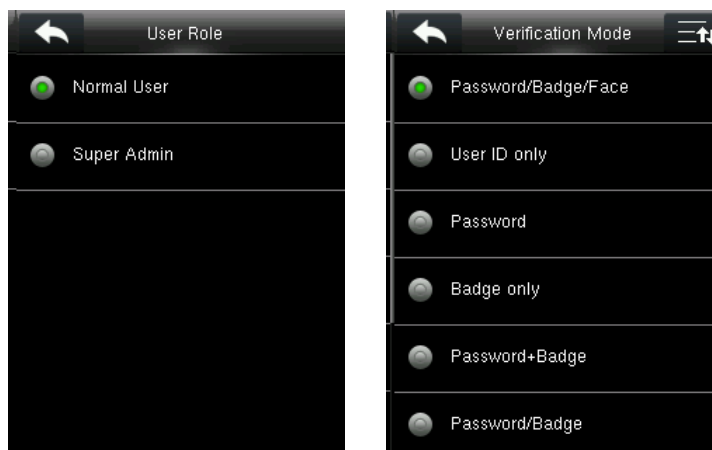 User Role
Normal User
Super Admin
Verification Mode
Password/Badge/Face
User ID only
Password
Badge only
Password+Badge
Password/Badge